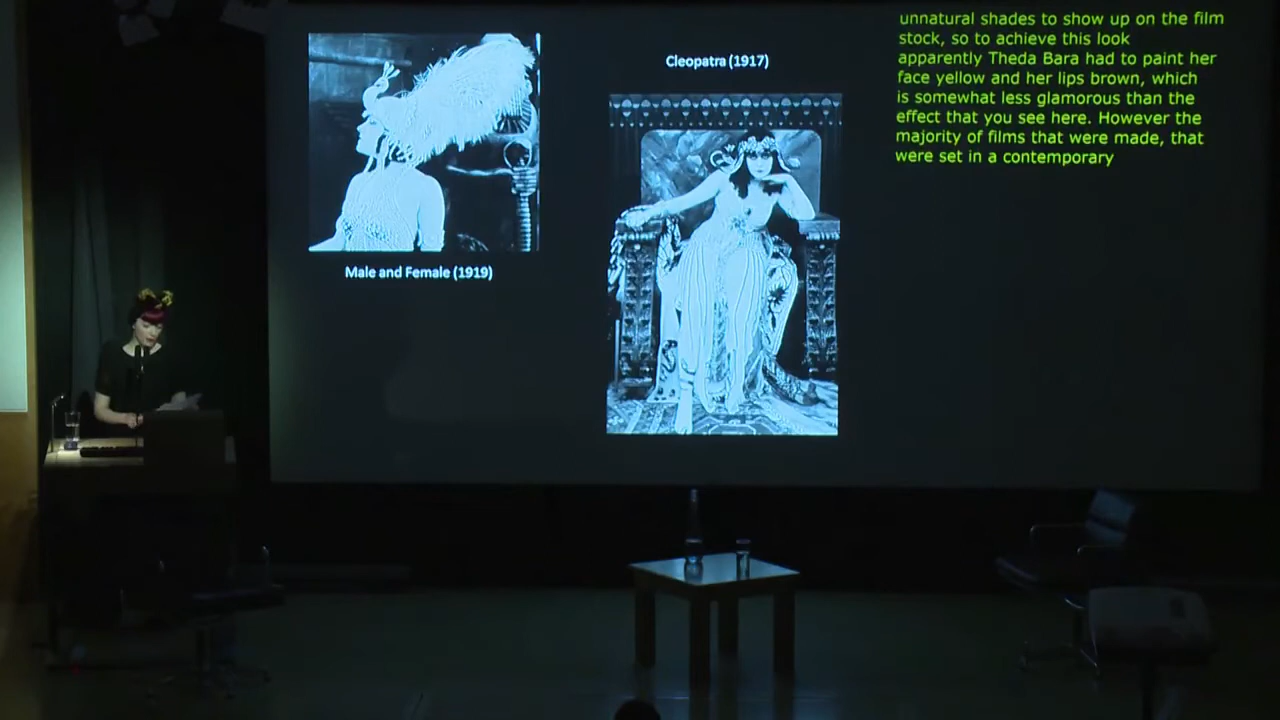 Male and Female (1919)
Cleopatra (1917)
unnatural shades to show up on the film
stock, so to achieve this look
apparently Theda Bara had to paint her
face yellow and her lips brown, which
is somewhat less glamorous than the
effect that you see here. However the
majority of films that were made, that
were set in a contemporary